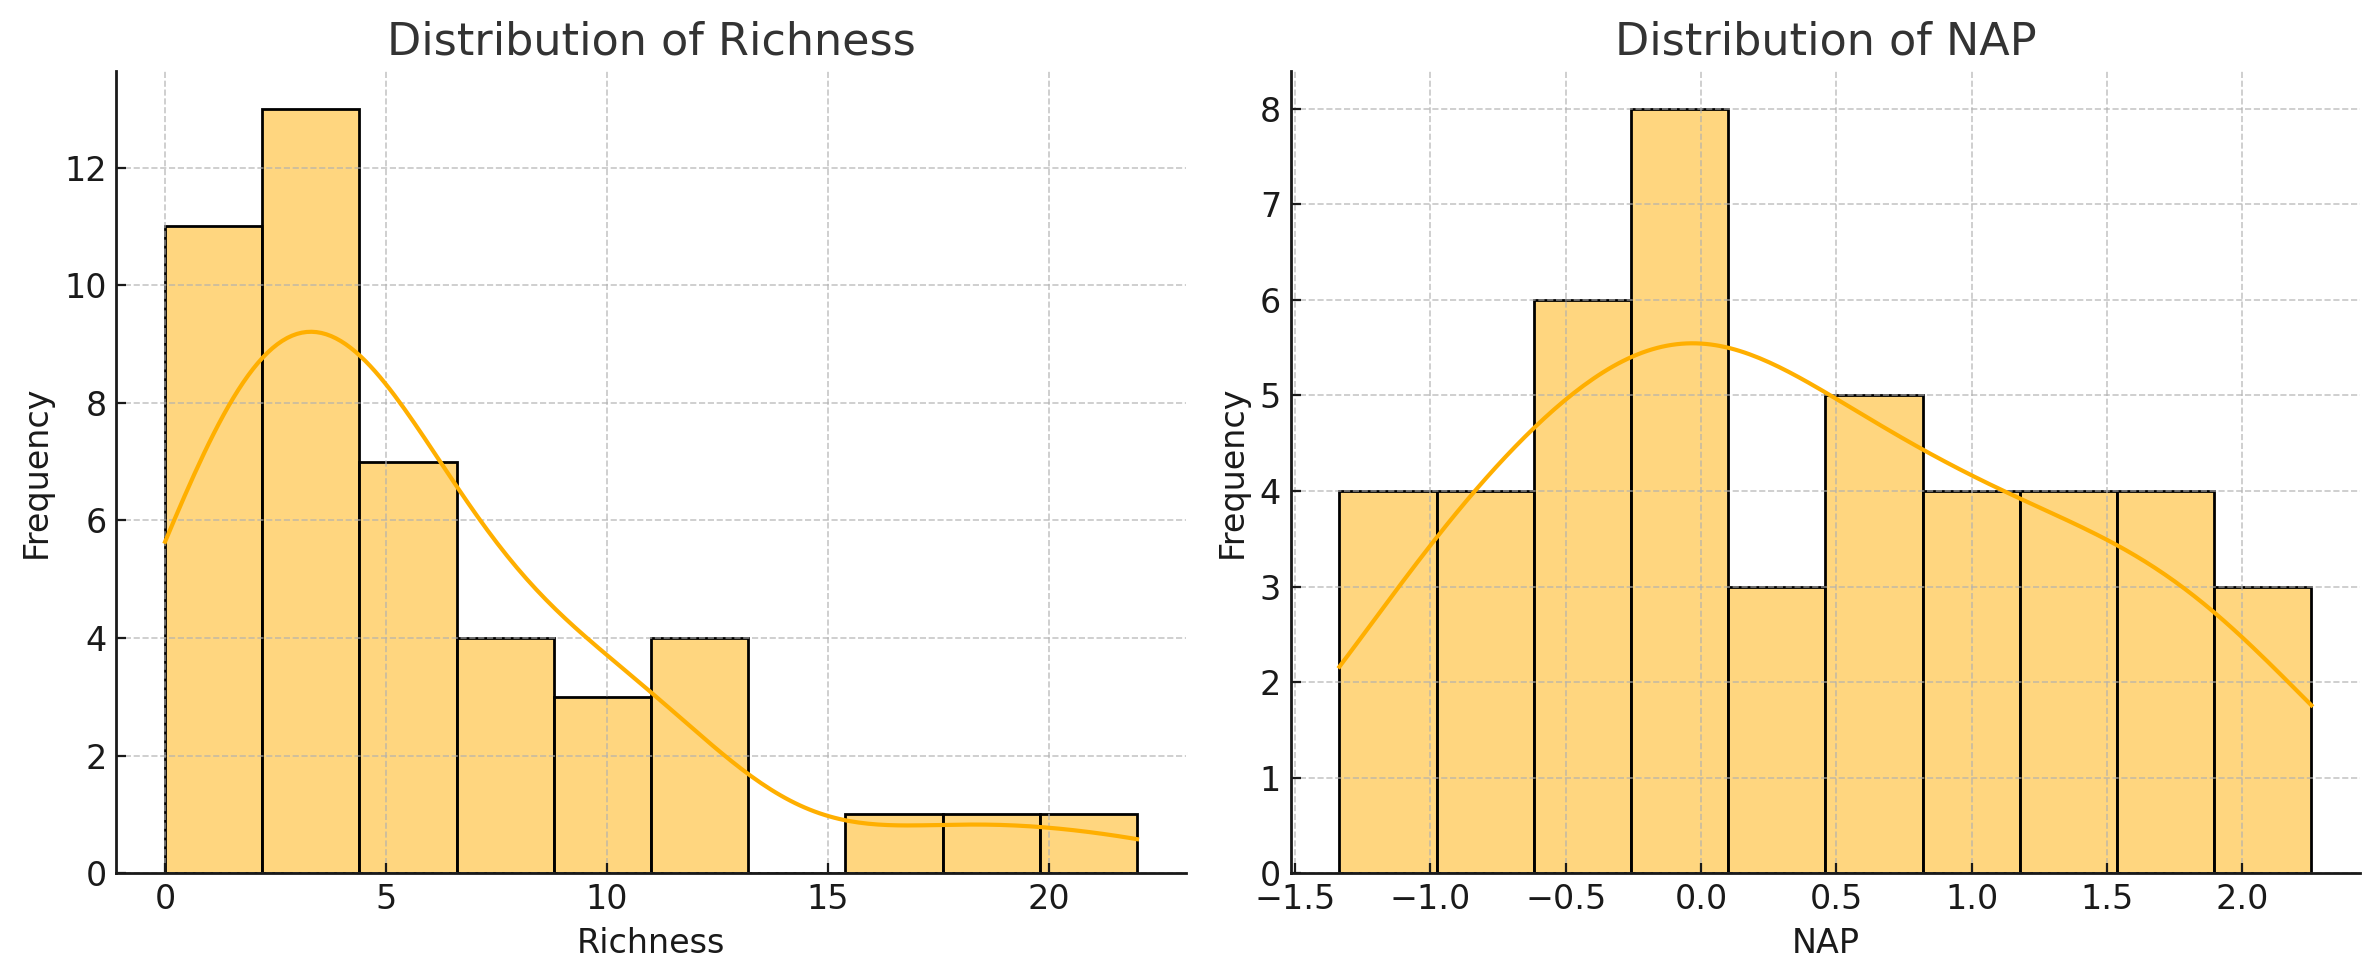 Distribution of Richness
12
10
8
6
4
2
0
Frequency
0 5 10 15 20
Richness
Distribution of NAP
8
7
6
5
4
3
2
1
0
Frequency
−1.5 −1.0 −0.5 0.0 0.5 1.0 1.5 2.0
NAP